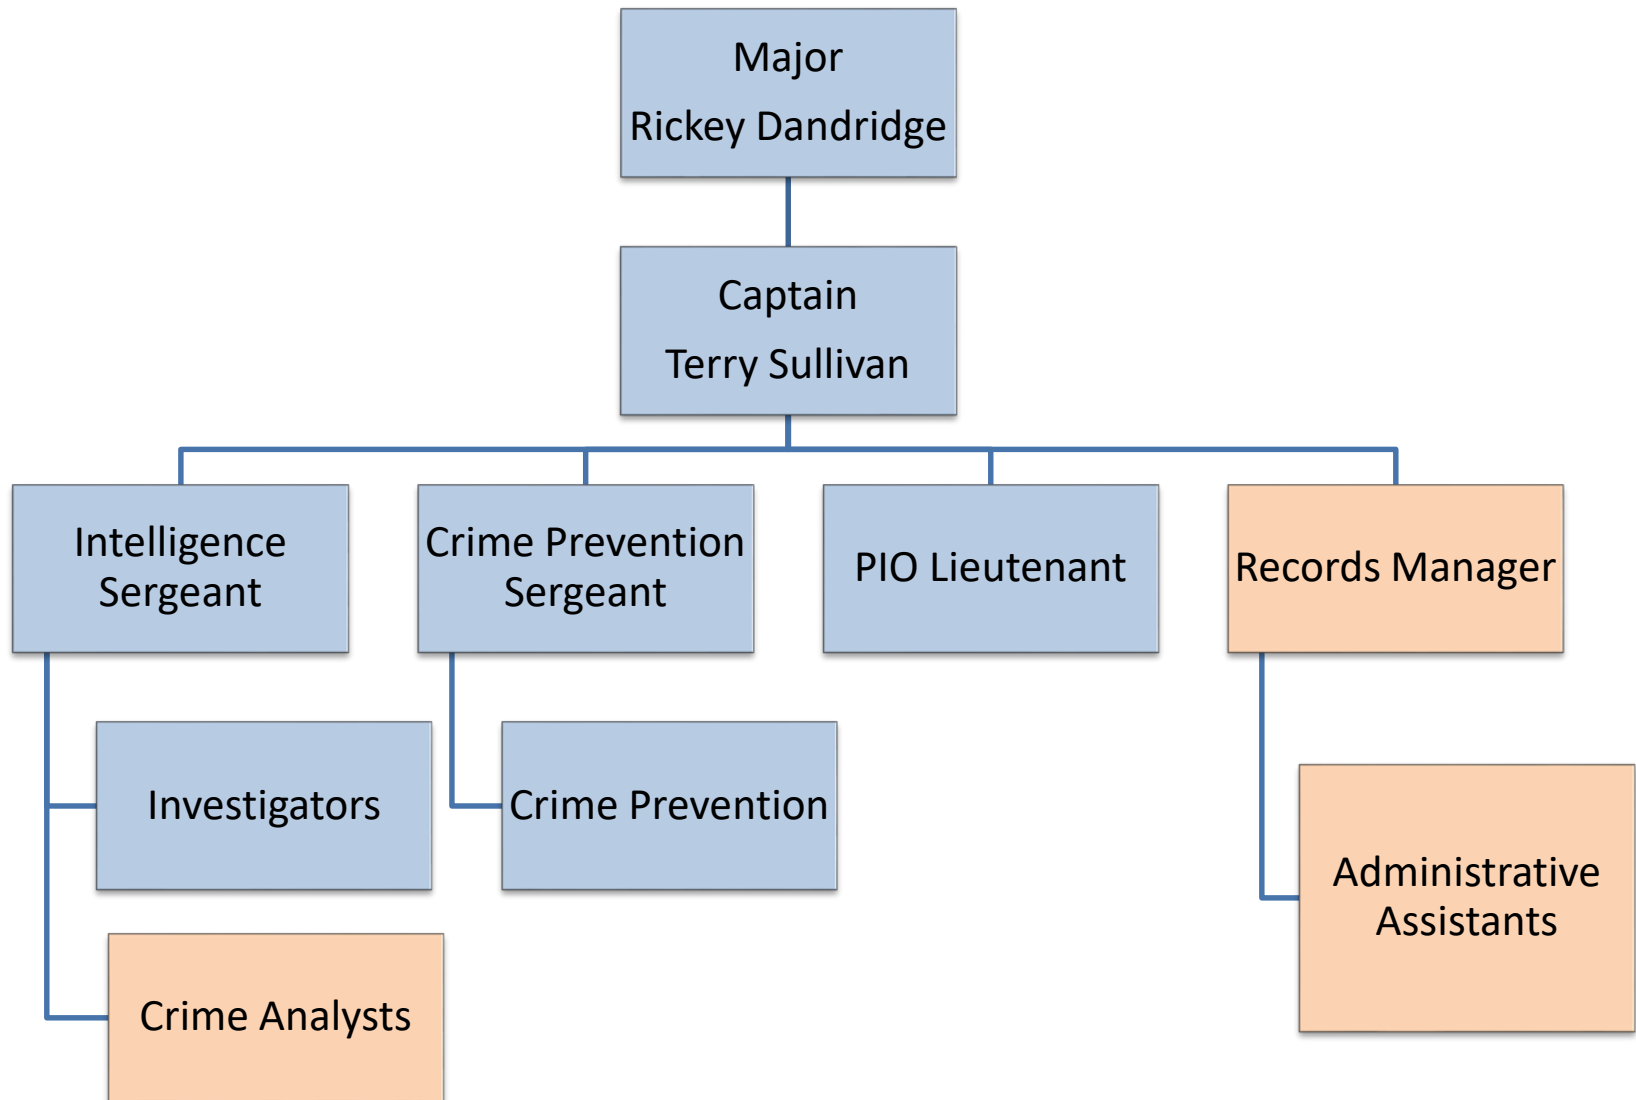 Major
Rickey Dandridge
Captain
Terry Sullivan
Intelligence
Sergeant
Crime Prevention
Sergeant
PIO Lieutenant
Records Manager
Investigators
Crime Prevention
Administrative
Assistants
Crime Analysts